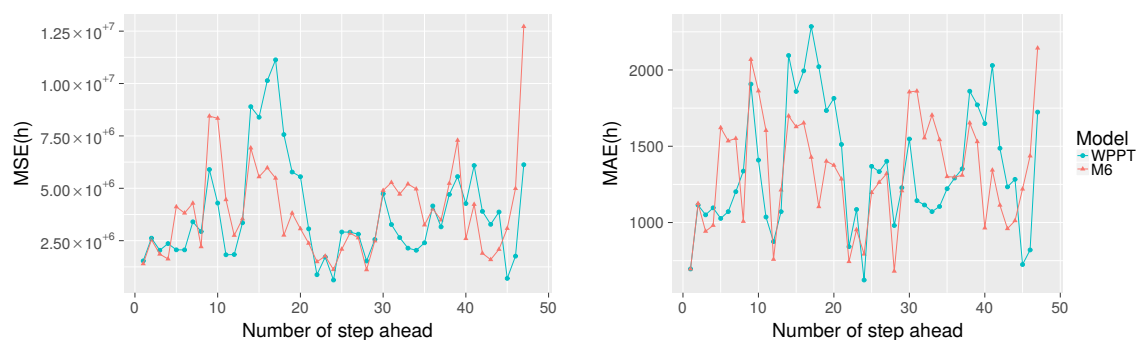 1.25×10⁺⁷
1.00×10⁺⁷
7.50×10⁺⁶
5.00×10⁺⁶
2.50×10⁺⁶
MSE(h)
0 10 20 30 40 50
Number of step ahead
2000
1500
1000
MAE(h)
0 10 20 30 40 50
Number of step ahead
Model
WPPT
M6